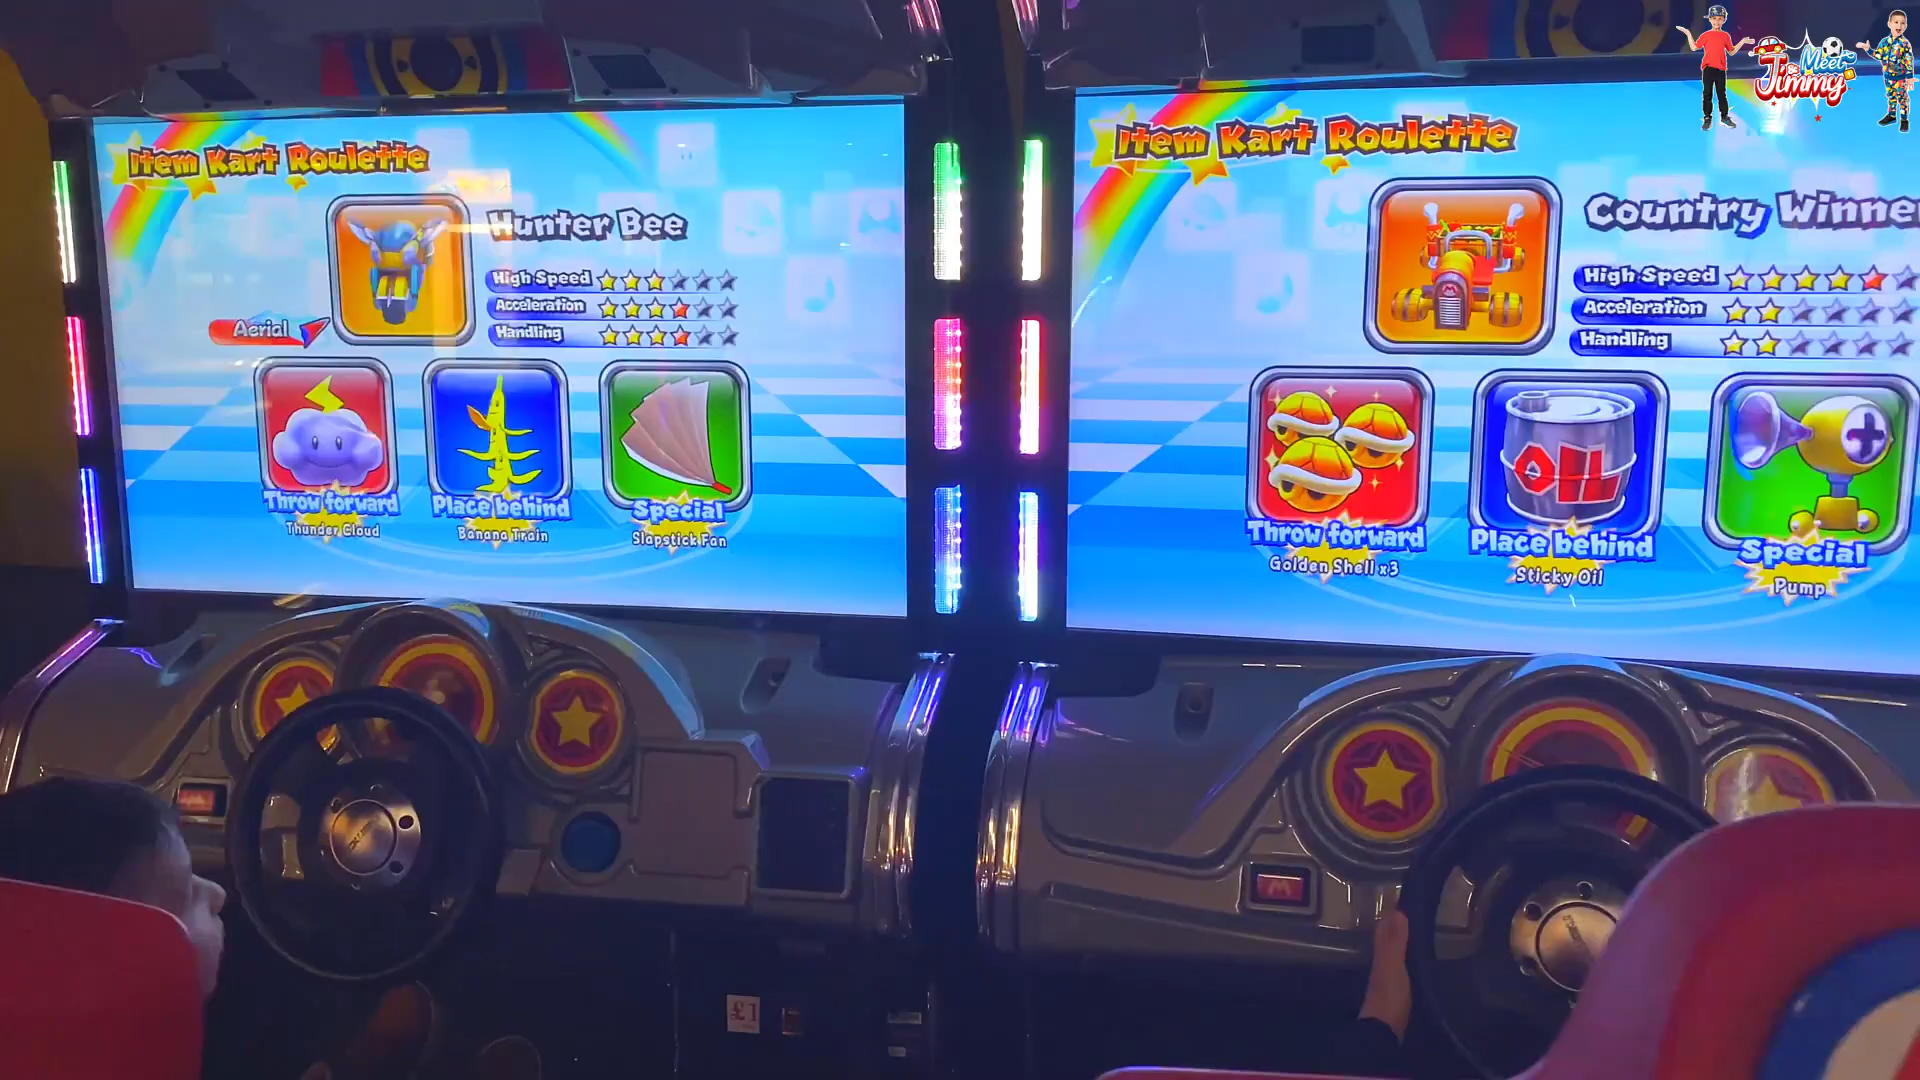 Meet
Jimmy
Item Kart Roulette
Hunter Bee
High Speed
Acceleration
Handling
Aerial
Throw forward
Thunder Cloud
Place behind
Banana Train
Special
Slapstick Fan
Item Kart Roulette
Country Winner
High Speed
Acceleration
Handling
OIL
Throw forward
Golden Shell x3
Place behind
Sticky Oil
Special
Pump
M
£1